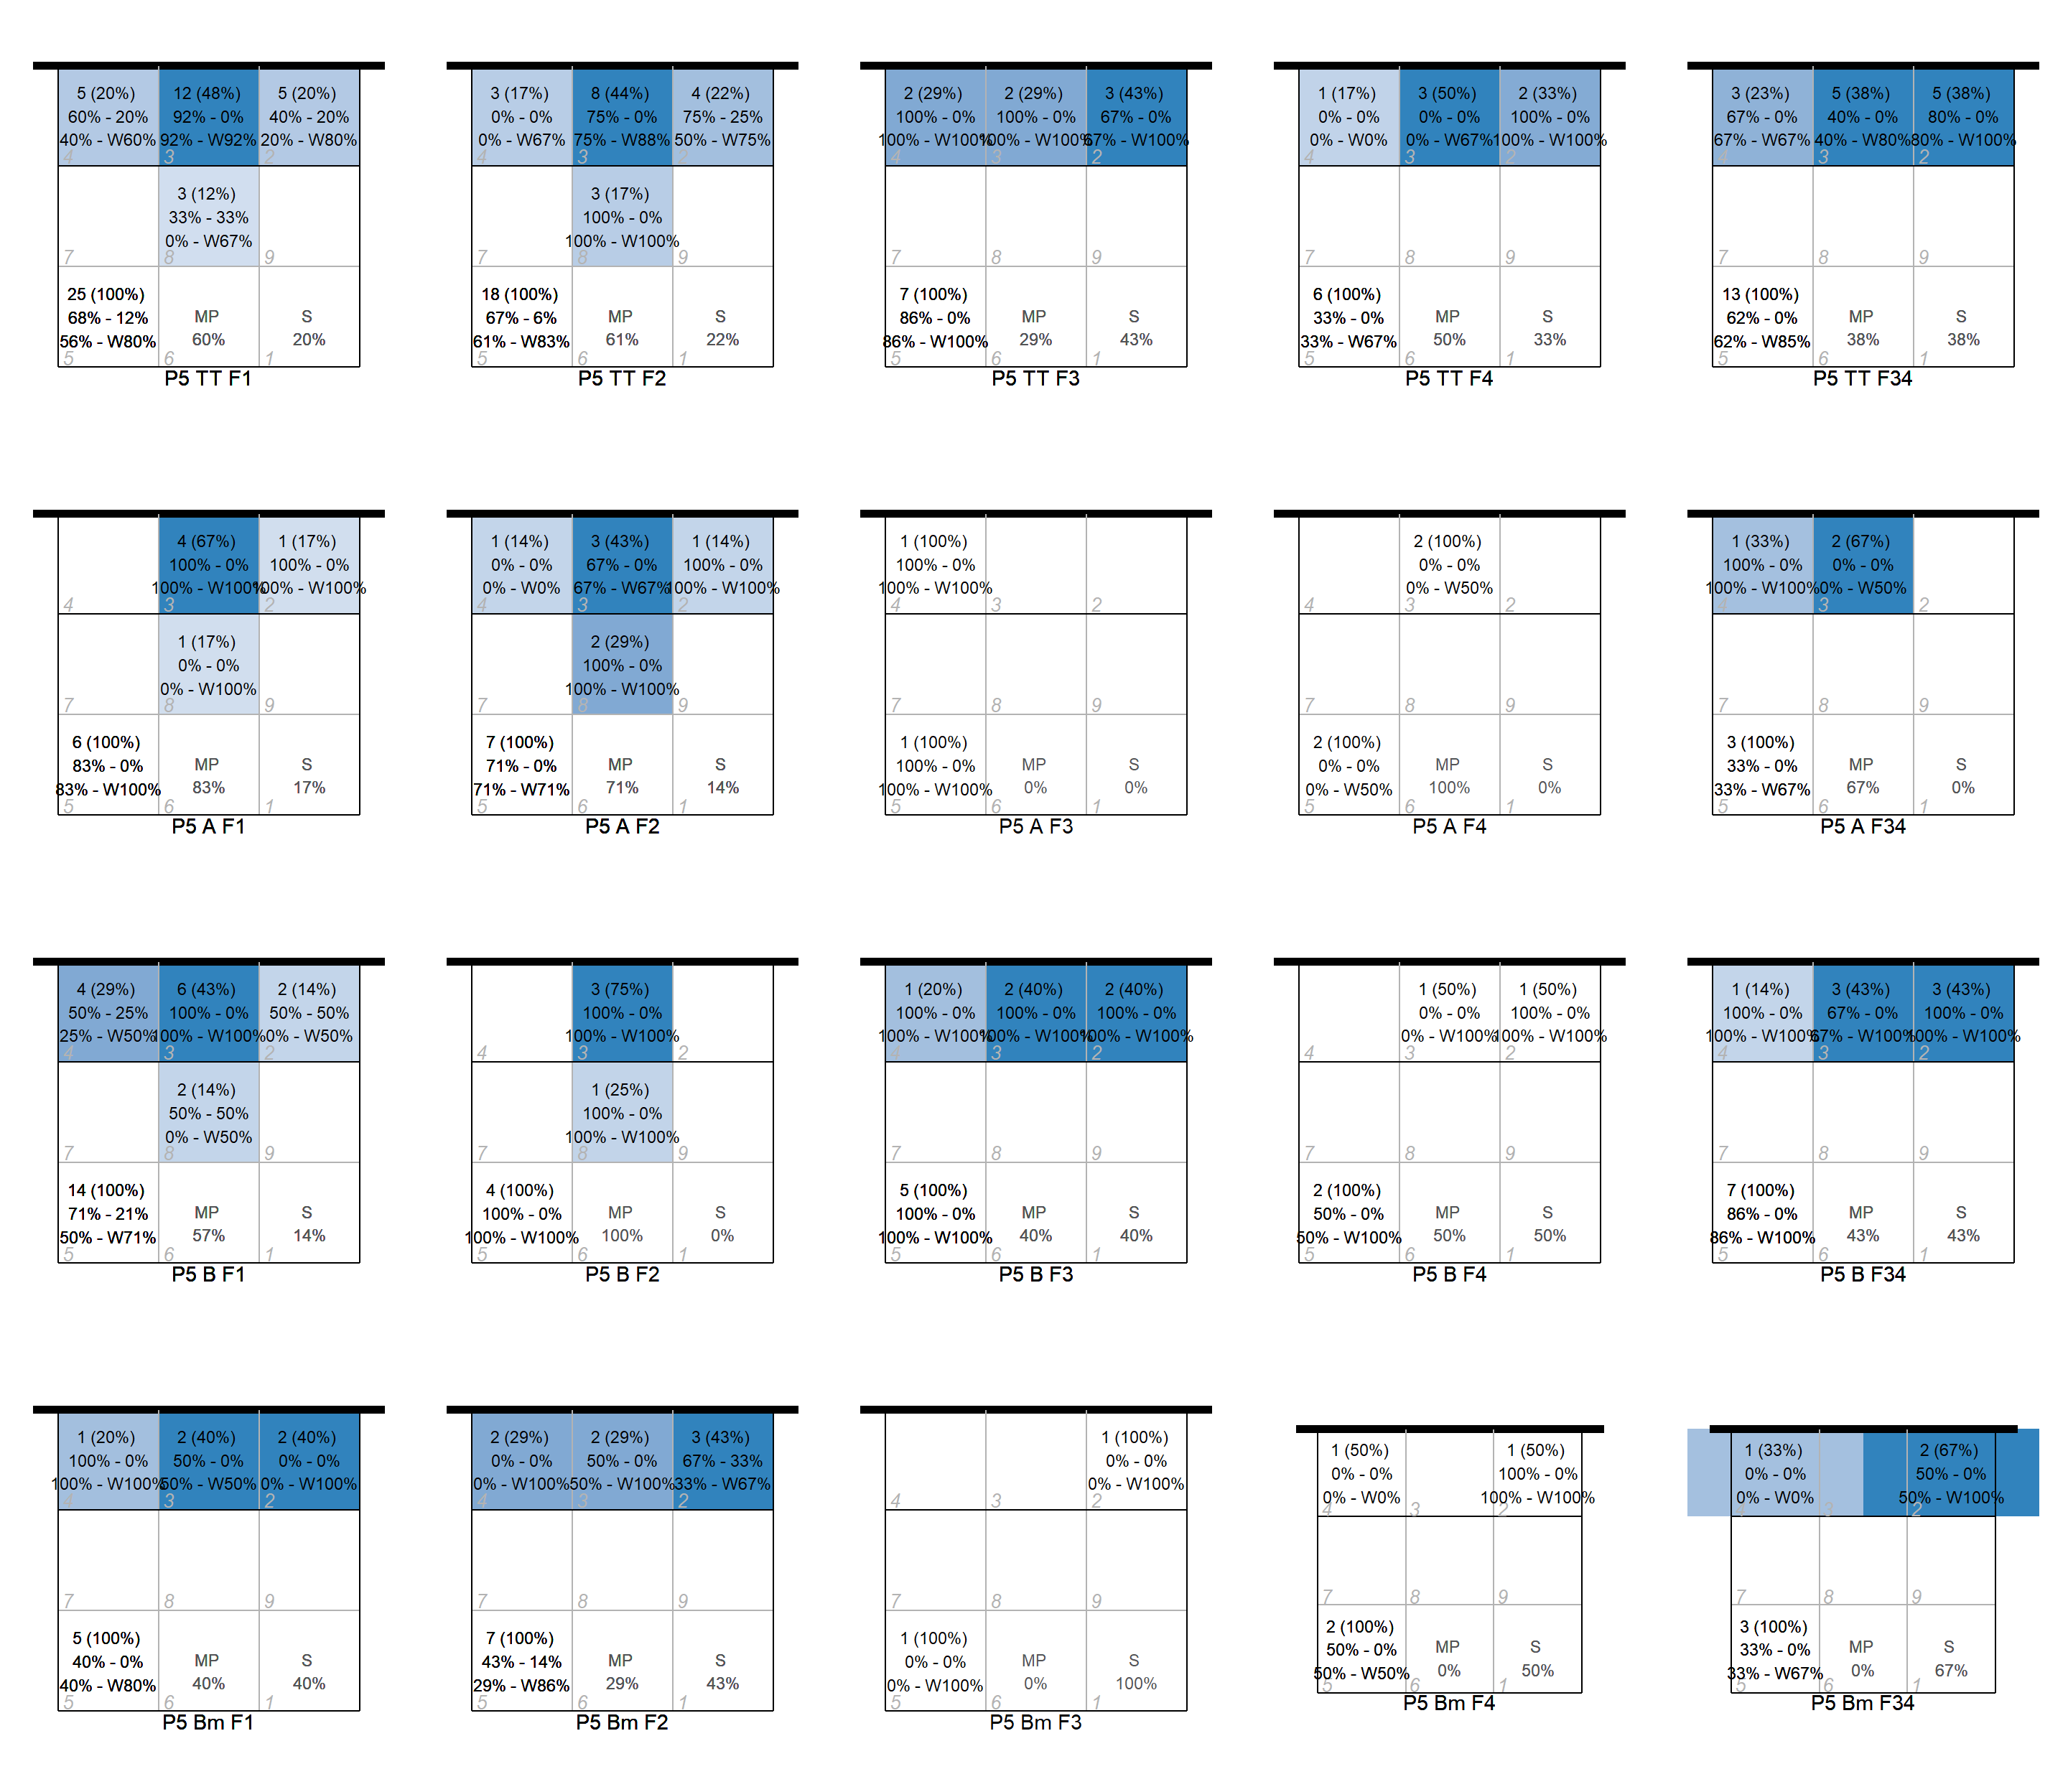 5 (20%) 12 (48%) 5 (20%)
60% - 20% 92% - 0% 40% - 20%
40% - W60% 92% - W92% 20% - W80%
4 3 2
3 (12%)
33% - 33%
0% - W67%
7 8 9
25 (100%)
68% - 12% MP S
56% - W80% 60% 20%
5 6 1
P5 TT F1
3 (17%) 8 (44%) 4 (22%)
0% - 0% 75% - 0% 75% - 25%
0% - W67% 75% - W88% 50% - W75%
4 3 2
3 (17%)
100% - 0%
100% - W100%
7 8 9
18 (100%)
67% - 6% MP S
61% - W83% 61% 22%
5 6 1
P5 TT F2
2 (29%) 2 (29%) 3 (43%)
100% - 0% 100% - 0% 67% - 0%
100% - W100% 100% - W100% 67% - W100%
4 3 2
7 8 9
7 (100%)
86% - 0% MP S
86% - W100% 29% 43%
5 6 1
P5 TT F3
1 (17%) 3 (50%) 2 (33%)
0% - 0% 0% - 0% 100% - 0%
0% - W0% 0% - W67% 100% - W100%
4 3 2
7 8 9
6 (100%)
33% - 0% MP S
33% - W67% 50% 33%
5 6 1
P5 TT F4
3 (23%) 5 (38%) 5 (38%)
67% - 0% 40% - 0% 80% - 0%
67% - W67% 40% - W80% 80% - W100%
4 3 2
7 8 9
13 (100%)
62% - 0% MP S
62% - W85% 38% 38%
5 6 1
P5 TT F34
4 (67%) 1 (17%)
100% - 0% 100% - 0%
100% - W100% 100% - W100%
4 3 2
1 (17%)
0% - 0%
0% - W100%
7 8 9
6 (100%)
83% - 0% MP S
83% - W100% 83% 17%
5 6 1
P5 A F1
1 (14%) 3 (43%) 1 (14%)
0% - 0% 67% - 0% 100% - 0%
0% - W0% 67% - W67% 100% - W100%
4 3 2
2 (29%)
100% - 0%
100% - W100%
7 8 9
7 (100%)
71% - 0% MP S
71% - W71% 71% 14%
5 6 1
P5 A F2
1 (100%)
100% - 0%
100% - W100%
4 3 2
7 8 9
1 (100%)
100% - 0% MP S
100% - W100% 0% 0%
5 6 1
P5 A F3
2 (100%)
0% - 0%
0% - W50%
4 3 2
7 8 9
2 (100%)
0% - 0% MP S
0% - W50% 100% 0%
5 6 1
P5 A F4
1 (33%) 2 (67%)
100% - 0% 0% - 0%
100% - W100% 0% - W50%
4 3 2
7 8 9
3 (100%)
33% - 0% MP S
33% - W67% 67% 0%
5 6 1
P5 A F34
4 (29%) 6 (43%) 2 (14%)
50% - 25% 100% - 0% 50% - 50%
25% - W50% 100% - W100% 0% - W50%
4 3 2
2 (14%)
50% - 50%
0% - W50%
7 8 9
14 (100%)
71% - 21% MP S
50% - W71% 57% 14%
5 6 1
P5 B F1
3 (75%)
100% - 0%
100% - W100%
4 3 2
1 (25%)
100% - 0%
100% - W100%
7 8 9
4 (100%)
100% - 0% MP S
100% - W100% 100% 0%
5 6 1
P5 B F2
1 (20%) 2 (40%) 2 (40%)
100% - 0% 100% - 0% 100% - 0%
100% - W100% 100% - W100% 100% - W100%
4 3 2
7 8 9
5 (100%)
100% - 0% MP S
100% - W100% 40% 40%
5 6 1
P5 B F3
1 (50%) 1 (50%)
0% - 0% 100% - 0%
0% - W100% 100% - W100%
4 3 2
7 8 9
2 (100%)
50% - 0% MP S
50% - W100% 50% 50%
5 6 1
P5 B F4
1 (14%) 3 (43%) 3 (43%)
100% - 0% 67% - 0% 100% - 0%
100% - W100% 67% - W100% 100% - W100%
4 3 2
7 8 9
7 (100%)
86% - 0% MP S
86% - W100% 43% 43%
5 6 1
P5 B F34
1 (20%) 2 (40%) 2 (40%)
100% - 0% 50% - 0% 0% - 0%
100% - W100% 50% - W50% 0% - W100%
4 3 2
7 8 9
5 (100%)
40% - 0% MP S
40% - W80% 40% 40%
5 6 1
P5 Bm F1
2 (29%) 2 (29%) 3 (43%)
0% - 0% 50% - 0% 67% - 33%
0% - W100% 50% - W100% 33% - W67%
4 3 2
7 8 9
7 (100%)
43% - 14% MP S
29% - W86% 29% 43%
5 6 1
P5 Bm F2
1 (100%)
0% - 0%
0% - W100%
4 3 2
7 8 9
1 (100%)
0% - 0% MP S
0% - W100% 0% 100%
5 6 1
P5 Bm F3
1 (50%) 1 (50%)
0% - 0% 100% - 0%
0% - W0% 100% - W100%
4 3 2
7 8 9
2 (100%)
50% - 0% MP S
50% - W50% 0% 50%
5 6 1
P5 Bm F4
1 (33%) 2 (67%)
0% - 0% 50% - 0%
0% - W0% 50% - W100%
4 3 2
7 8 9
3 (100%)
33% - 0% MP S
33% - W67% 0% 67%
5 6 1
P5 Bm F34